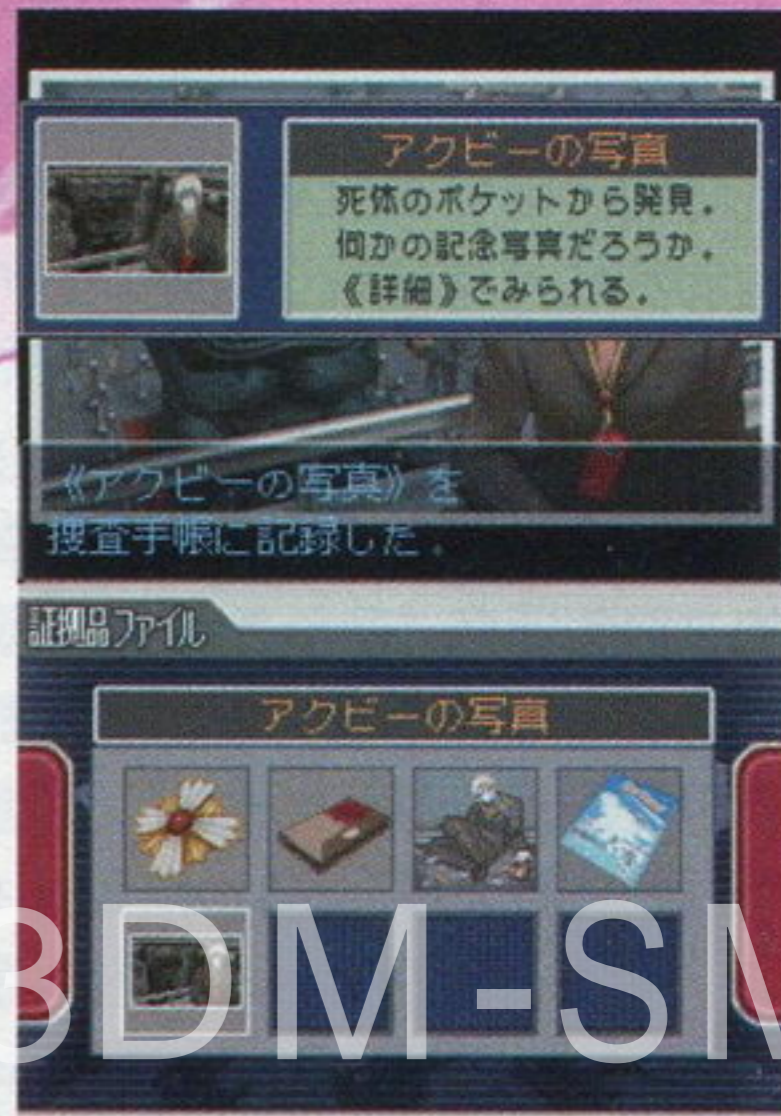 アクビーの写真
死体のポケットから発見．
何かの記念写真だろうか．
《詳細》でみられる．
《アクビーの写真》を
捜査手帳に記録した．
証拠品ファイル
アクビーの写真
3DM-SM